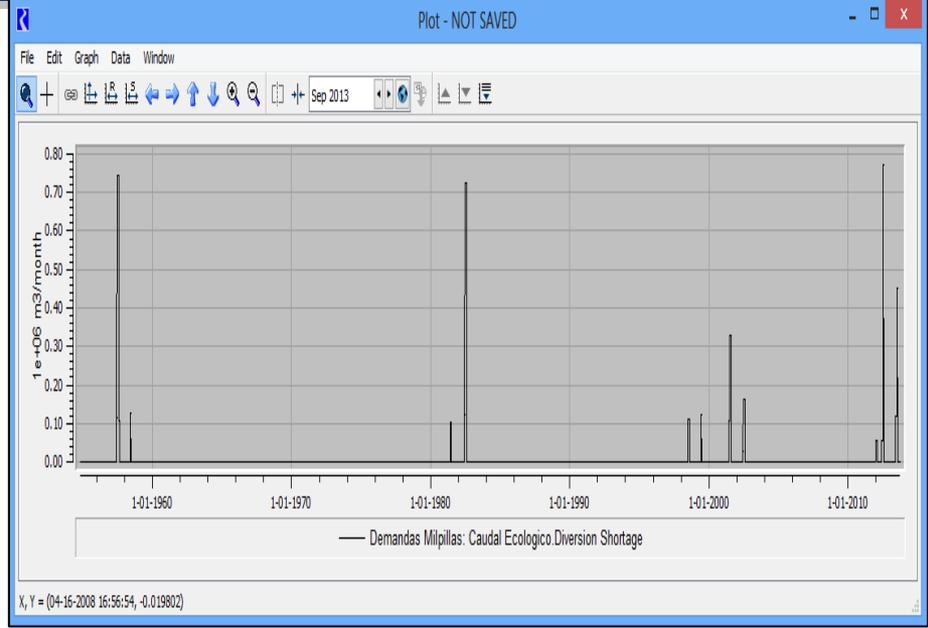 Plot - NOT SAVED
File Edit Graph Data Window
Sep 2013
0.80
0.70
0.60
0.50
0.40
0.30
0.20
0.10
0.00
1e+06 m3/month
1-01-1960 1-01-1970 1-01-1980 1-01-1990 1-01-2000 1-01-2010
Demandas Milpillas: Caudal Ecologico.Diversion Shortage
X, Y = (04-16-2008 16:56:54, -0.019802)